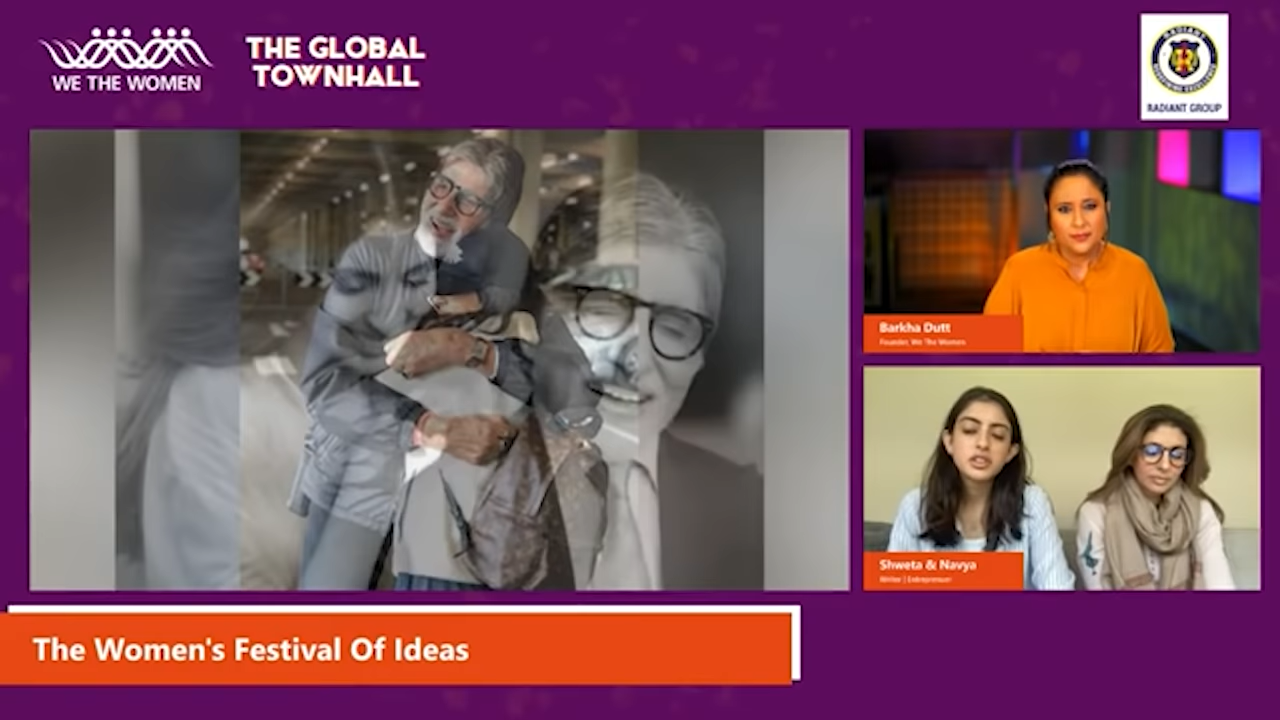 WE THE WOMEN
THE GLOBAL
TOWNHALL
RADIANT
RADIANT GROUP
Barkha Dutt
Founder, We The Women
Shweta & Navya
Writer | Entrepreneur
The Women's Festival Of Ideas